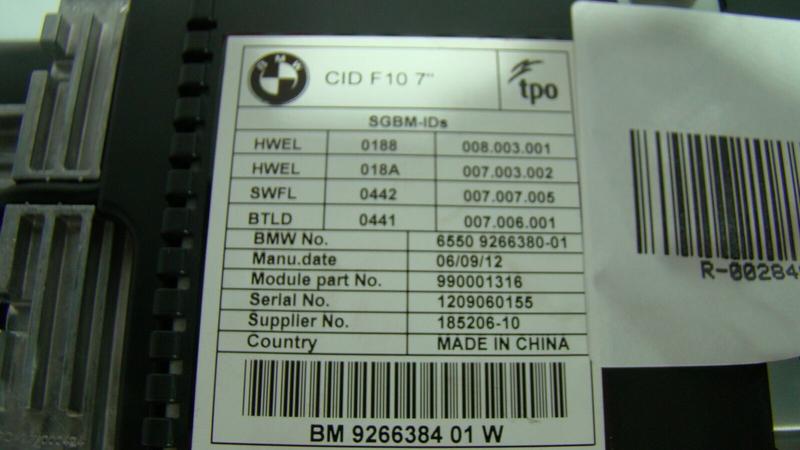 BMW
CID F10 7"
tpo
SGBM-IDs
HWEL 0188 008.003.001
HWEL 018A 007.003.002
SWFL 0442 007.007.005
BTLD 0441 007.006.001
BMW No. 6550 9266380-01
Manu.date 06/09/12
Module part No. 990001316
Serial No. 1209060155
Supplier No. 185206-10
Country MADE IN CHINA
BM 9266384 01 W
R-00284